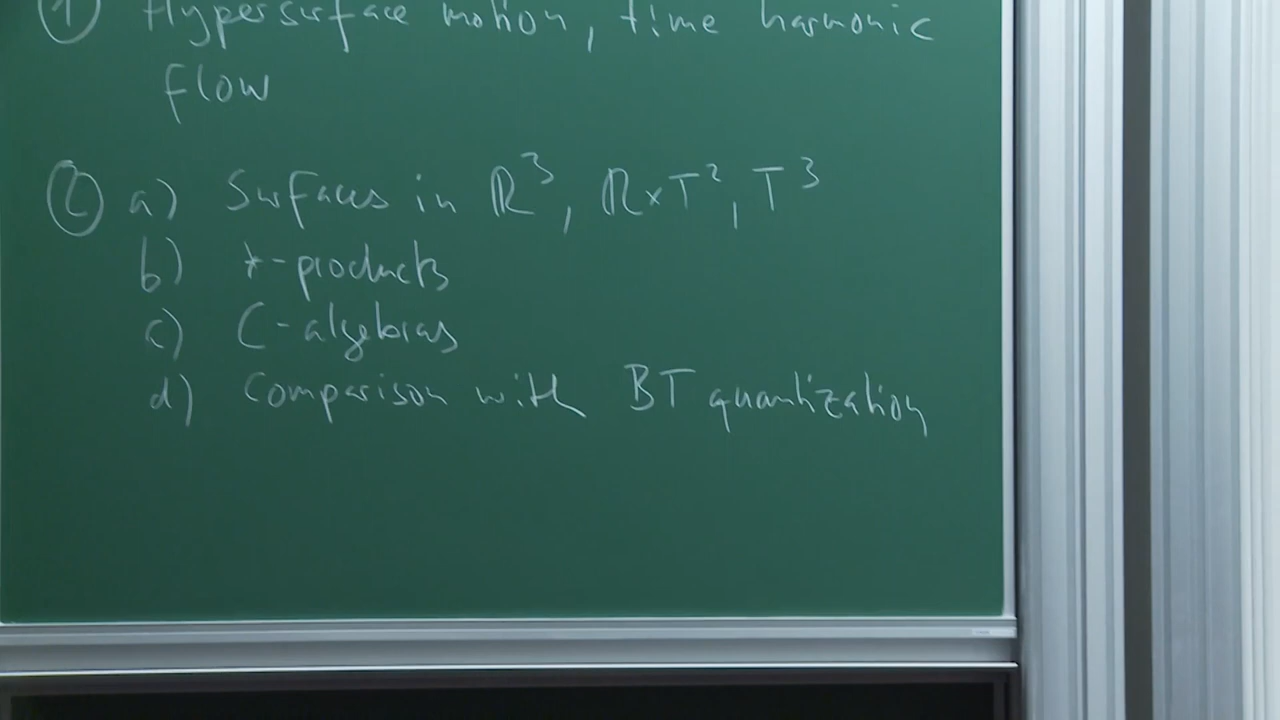 ① Hypersurface motion, time harmonic
flow
② a) Surfaces in ℝ³, ℝ×T², T³
b) *-products
c) C-algebras
d) Comparison with BT quantization